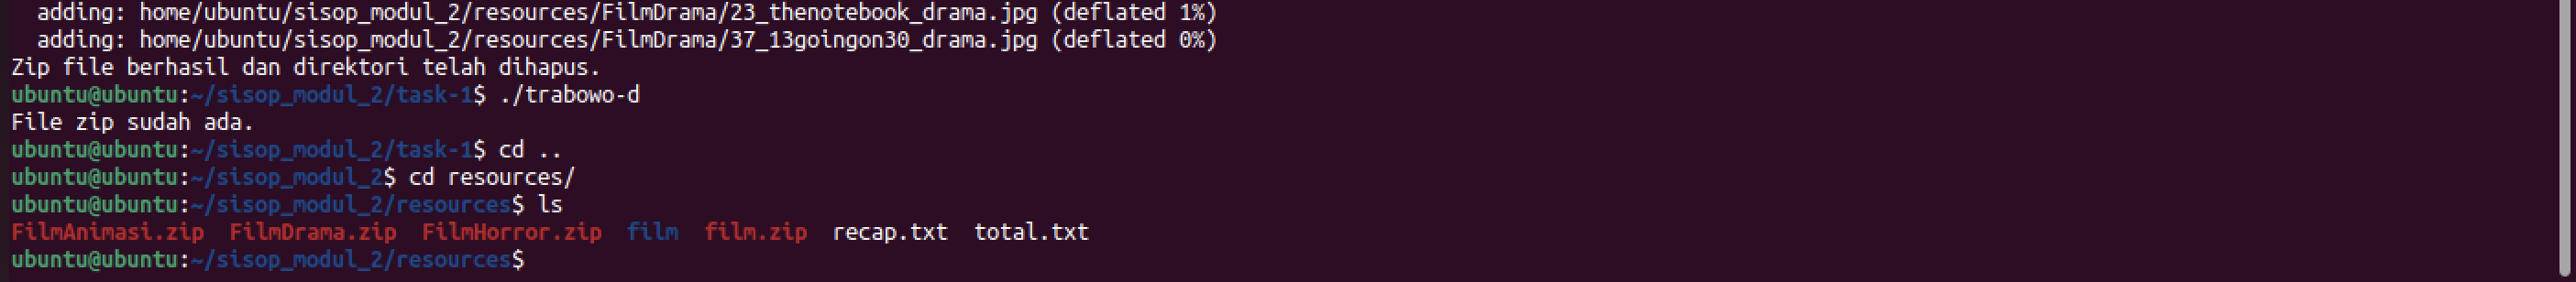 adding: home/ubuntu/sisop_modul_2/resources/FilmDrama/23_thenotebook_drama.jpg (deflated 1%)
  adding: home/ubuntu/sisop_modul_2/resources/FilmDrama/37_13goingon30_drama.jpg (deflated 0%)
Zip file berhasil dan direktori telah dihapus.
ubuntu@ubuntu:~/sisop_modul_2/task-1$ ./trabowo-d
File zip sudah ada.
ubuntu@ubuntu:~/sisop_modul_2/task-1$ cd ..
ubuntu@ubuntu:~/sisop_modul_2$ cd resources/
ubuntu@ubuntu:~/sisop_modul_2/resources$ ls
FilmAnimasi.zip  FilmDrama.zip  FilmHorror.zip  film  film.zip  recap.txt  total.txt
ubuntu@ubuntu:~/sisop_modul_2/resources$